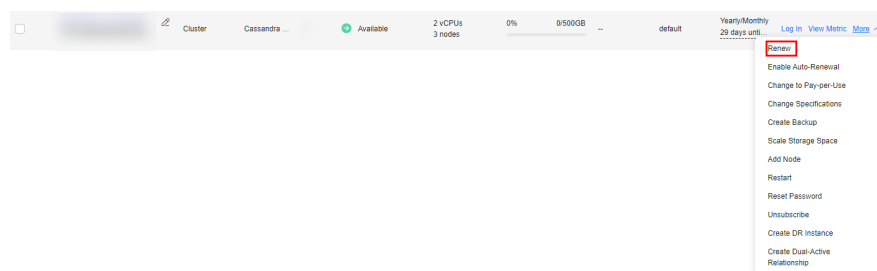 Cluster
Cassandra ...
Available
2 vCPUs
3 nodes
0%
0/500GB
--
default
Yearly/Monthly
29 days unti...
Log In View Metric More
Renew
Enable Auto-Renewal
Change to Pay-per-Use
Change Specifications
Create Backup
Scale Storage Space
Add Node
Restart
Reset Password
Unsubscribe
Create DR Instance
Create Dual-Active
Relationship